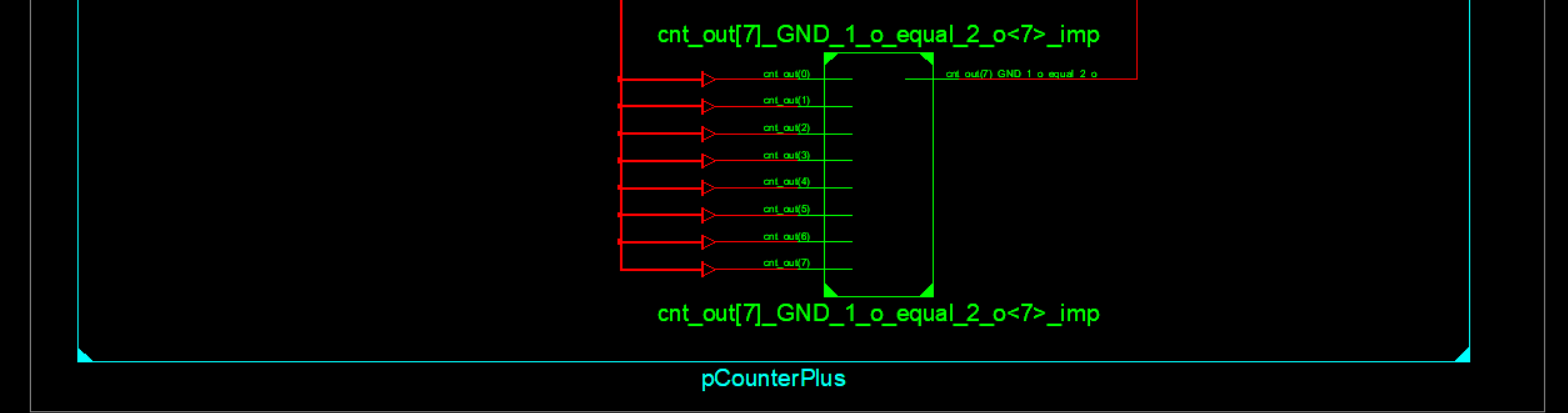 cnt_out[7]_GND_1_o_equal_2_o<7>_imp
cnt_out(0)
cnt_out(7)_GND_1_o_equal_2_o
cnt_out(1)
cnt_out(2)
cnt_out(3)
cnt_out(4)
cnt_out(5)
cnt_out(6)
cnt_out(7)
cnt_out[7]_GND_1_o_equal_2_o<7>_imp
pCounterPlus